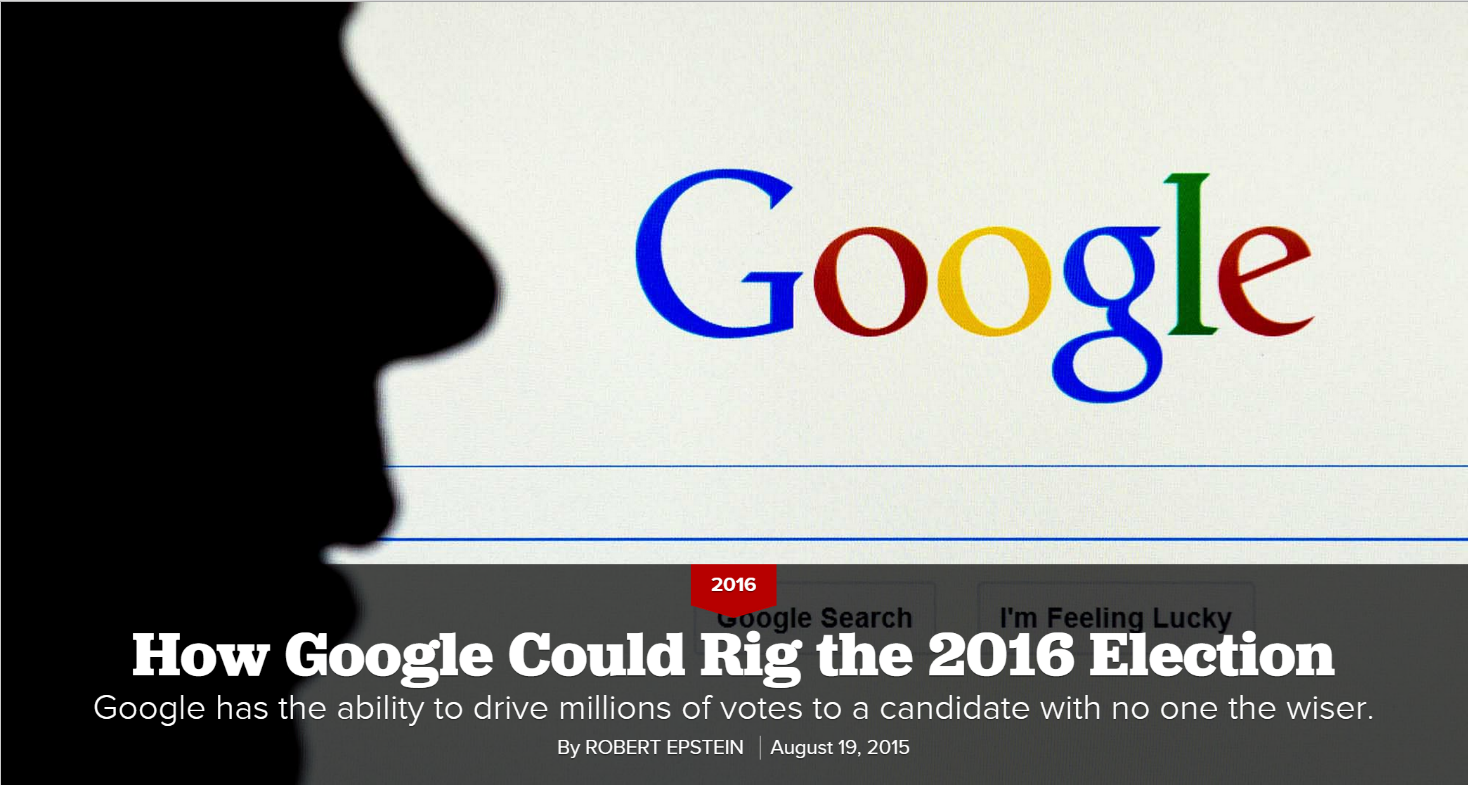 Google
2016
Google Search I'm Feeling Lucky
How Google Could Rig the 2016 Election
Google has the ability to drive millions of votes to a candidate with no one the wiser.
By ROBERT EPSTEIN August 19, 2015